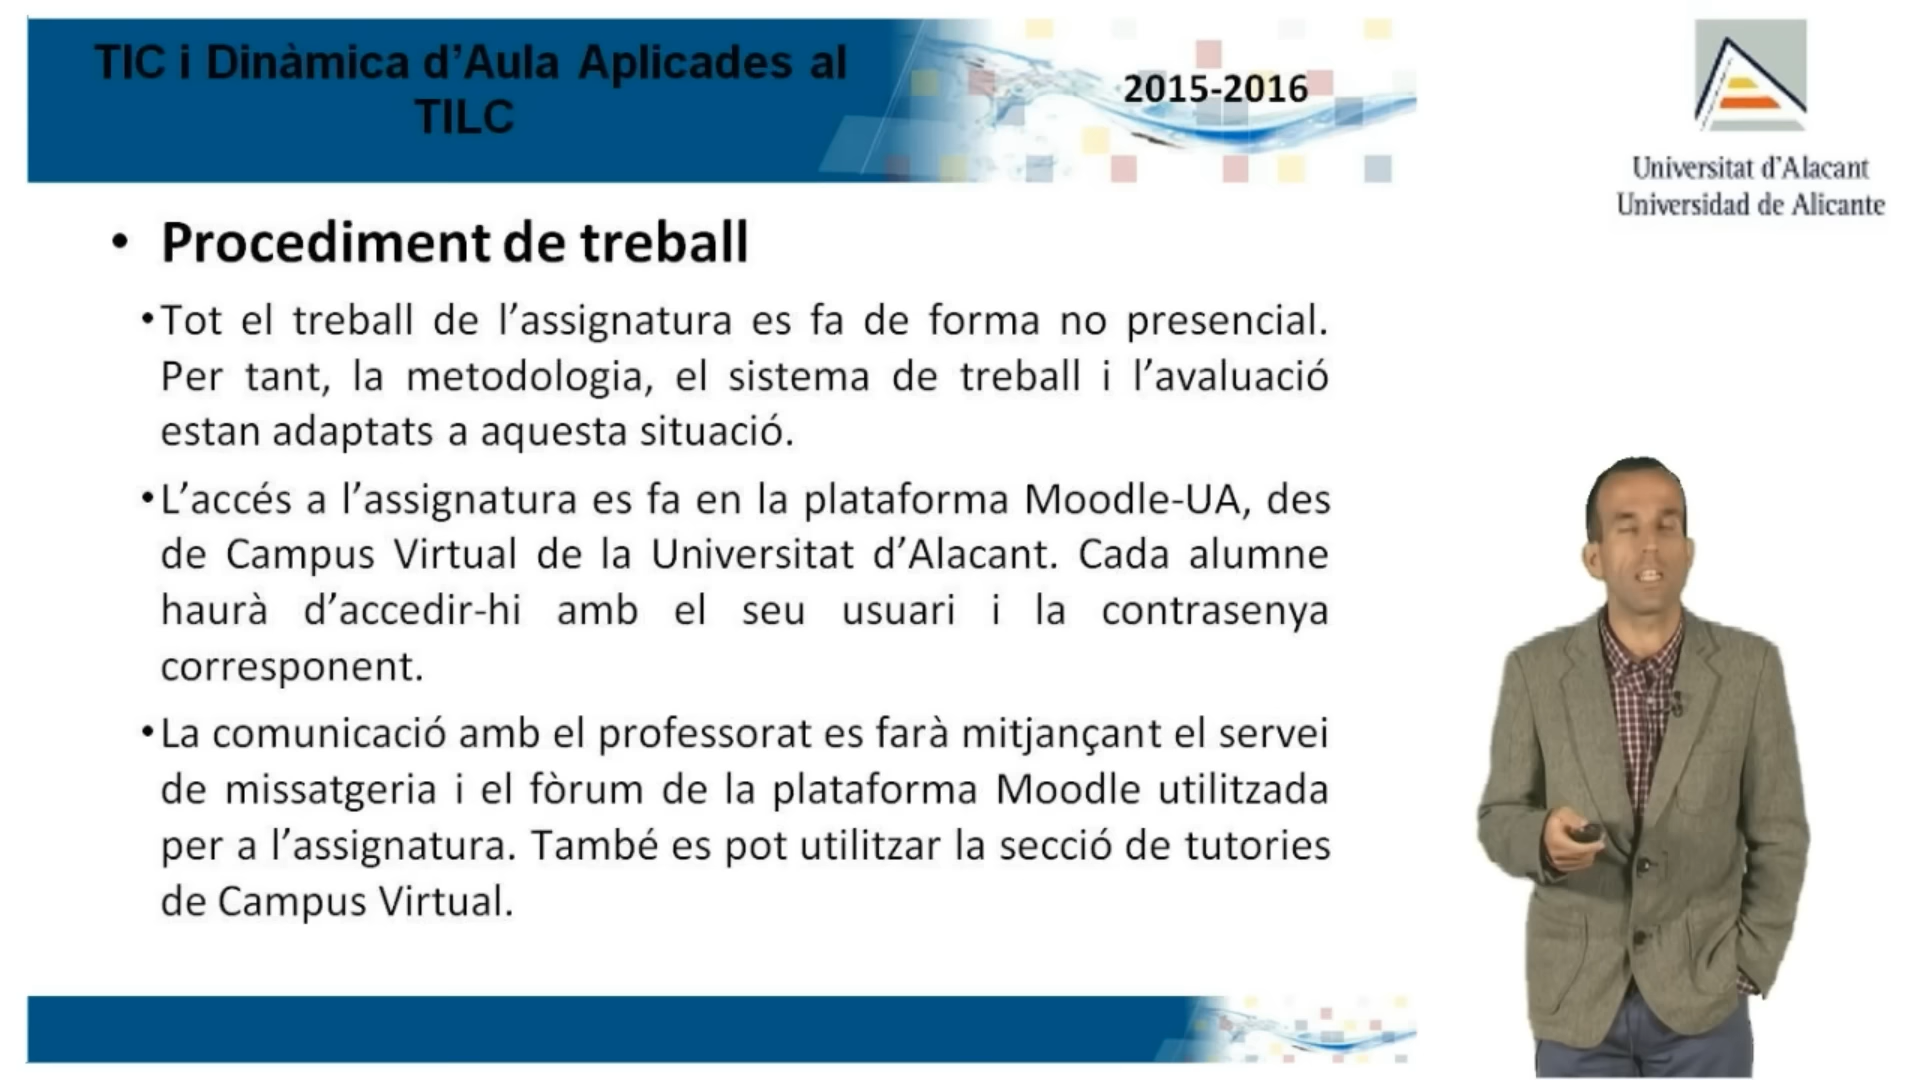 TIC i Dinàmica d’Aula Aplicades al
TILC
2015-2016
Universitat d’Alacant
Universidad de Alicante
• Procediment de treball
•Tot el treball de l’assignatura es fa de forma no presencial.
Per tant, la metodologia, el sistema de treball i l’avaluació
estan adaptats a aquesta situació.
•L’accés a l’assignatura es fa en la plataforma Moodle-UA, des
de Campus Virtual de la Universitat d’Alacant. Cada alumne
haurà d’accedir-hi amb el seu usuari i la contrasenya
corresponent.
•La comunicació amb el professorat es farà mitjançant el servei
de missatgeria i el fòrum de la plataforma Moodle utilitzada
per a l’assignatura. També es pot utilitzar la secció de tutories
de Campus Virtual.